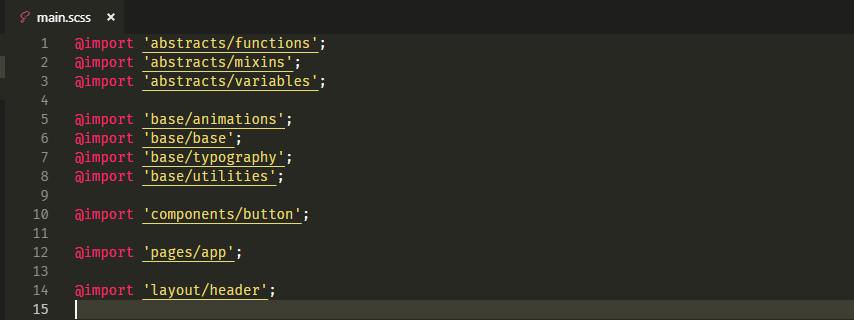 main.scss ×
1 @import 'abstracts/functions';
2 @import 'abstracts/mixins';
3 @import 'abstracts/variables';
4
5 @import 'base/animations';
6 @import 'base/base';
7 @import 'base/typography';
8 @import 'base/utilities';
9
10 @import 'components/button';
11
12 @import 'pages/app';
13
14 @import 'layout/header';
15